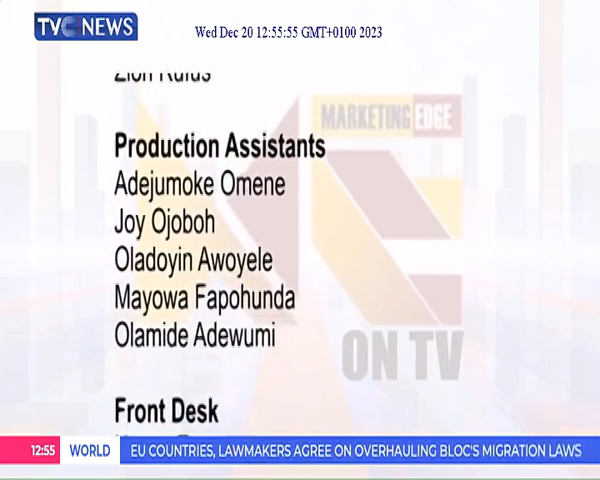 TVC NEWS
Wed Dec 20 12:55:55 GMT+0100 2023
Zion Rufus
MARKETING EDGE
Production Assistants
Adejumoke Omene
Joy Ojoboh
Oladoyin Awoyele
Mayowa Fapohunda
Olamide Adewumi
ON TV
Front Desk
12:55 WORLD EU COUNTRIES, LAWMAKERS AGREE ON OVERHAULING BLOC'S MIGRATION LAWS